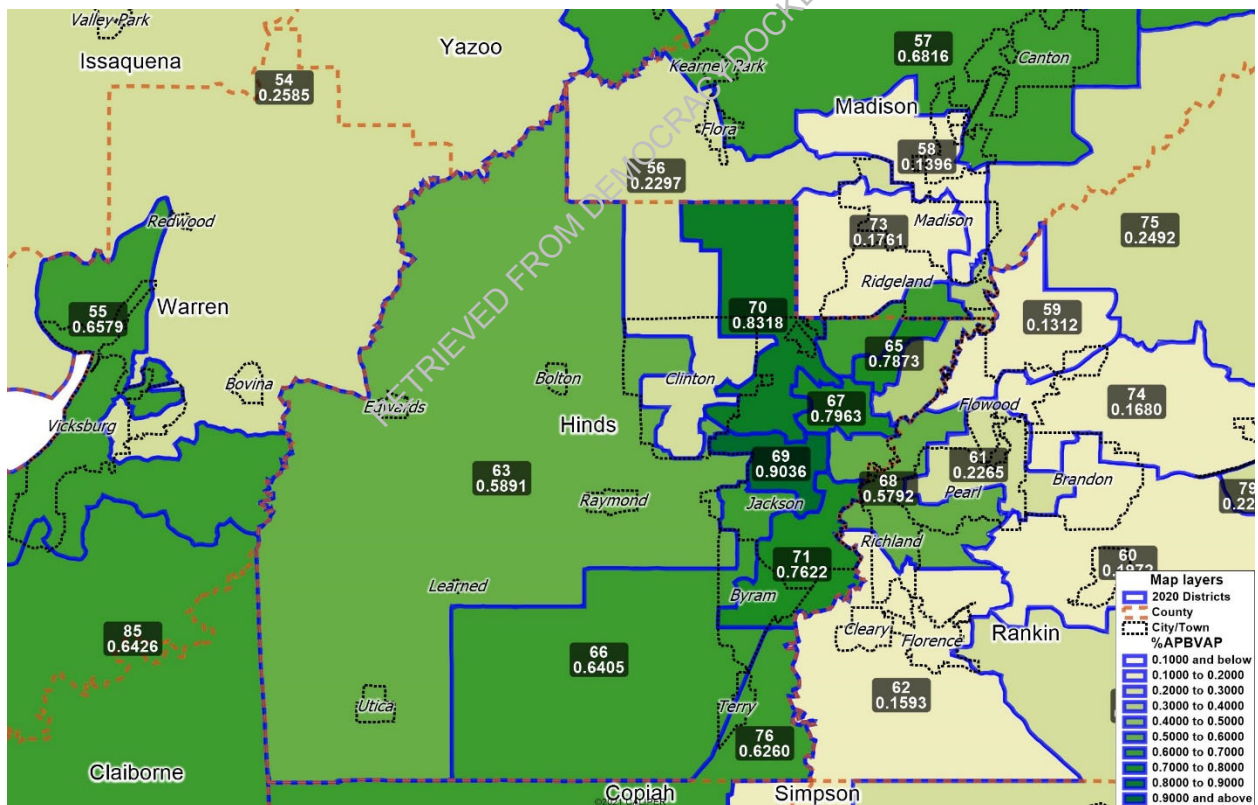 Valley Park
Issaquena
Yazoo
54
0.2585
57
0.6816
Canton
Kearney Park
Flora
Madison
58
0.1396
56
0.2297
Redwood
Madison
73
0.1761
75
0.2492
Ridgeland
55
0.6579
Warren
70
0.8318
59
0.1312
65
0.7873
Bovina
Bolton
Clinton
Edwards
Vicksburg
Hinds
67
0.7963
Flowood
74
0.1680
63
0.5891
69
0.9036
61
0.2265
Raymond
Jackson
68
0.5792
Pearl
Brandon
79
0.22
Richland
71
0.7622
60
0.1972
Learned
Byram
85
0.6426
66
0.6405
Cleary
Florence
Rankin
62
0.1593
Utica
Terry
76
0.6260
Claiborne
Copiah
Simpson
RETRIEVED FROM DEMOCRACYDOCKE
Map layers
2020 Districts
County
City/Town
%APBVAP
0.1000 and below
0.1000 to 0.2000
0.2000 to 0.3000
0.3000 to 0.4000
0.4000 to 0.5000
0.5000 to 0.6000
0.6000 to 0.7000
0.7000 to 0.8000
0.8000 to 0.9000
0.9000 and above